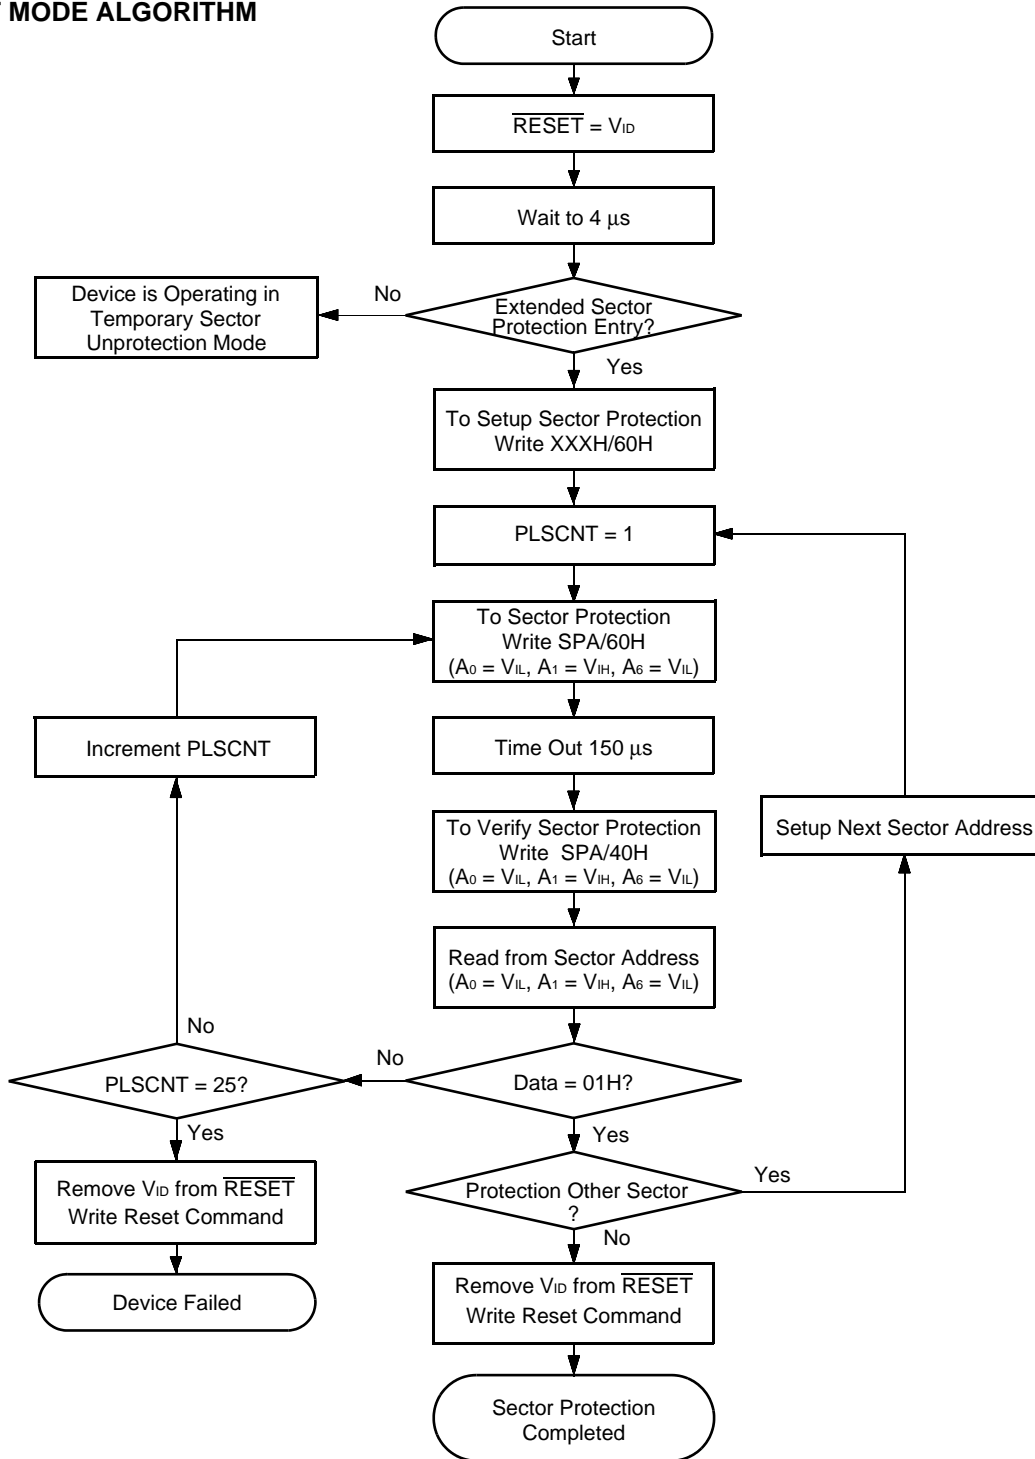 MODE ALGORITHM
Start
RESET = VID
Wait to 4 μs
Extended Sector
Protection Entry?
No
Device is Operating in
Temporary Sector
Unprotection Mode
Yes
To Setup Sector Protection
Write XXXH/60H
PLSCNT = 1
To Sector Protection
Write SPA/60H
(A0 = VIL, A1 = VIH, A6 = VIL)
Increment PLSCNT
Time Out 150 μs
To Verify Sector Protection
Write SPA/40H
(A0 = VIL, A1 = VIH, A6 = VIL)
Setup Next Sector Address
Read from Sector Address
(A0 = VIL, A1 = VIH, A6 = VIL)
No
PLSCNT = 25?
No
Data = 01H?
Yes
Yes
Remove VID from RESET
Write Reset Command
Protection Other Sector
?
Yes
No
Device Failed
Remove VID from RESET
Write Reset Command
Sector Protection
Completed